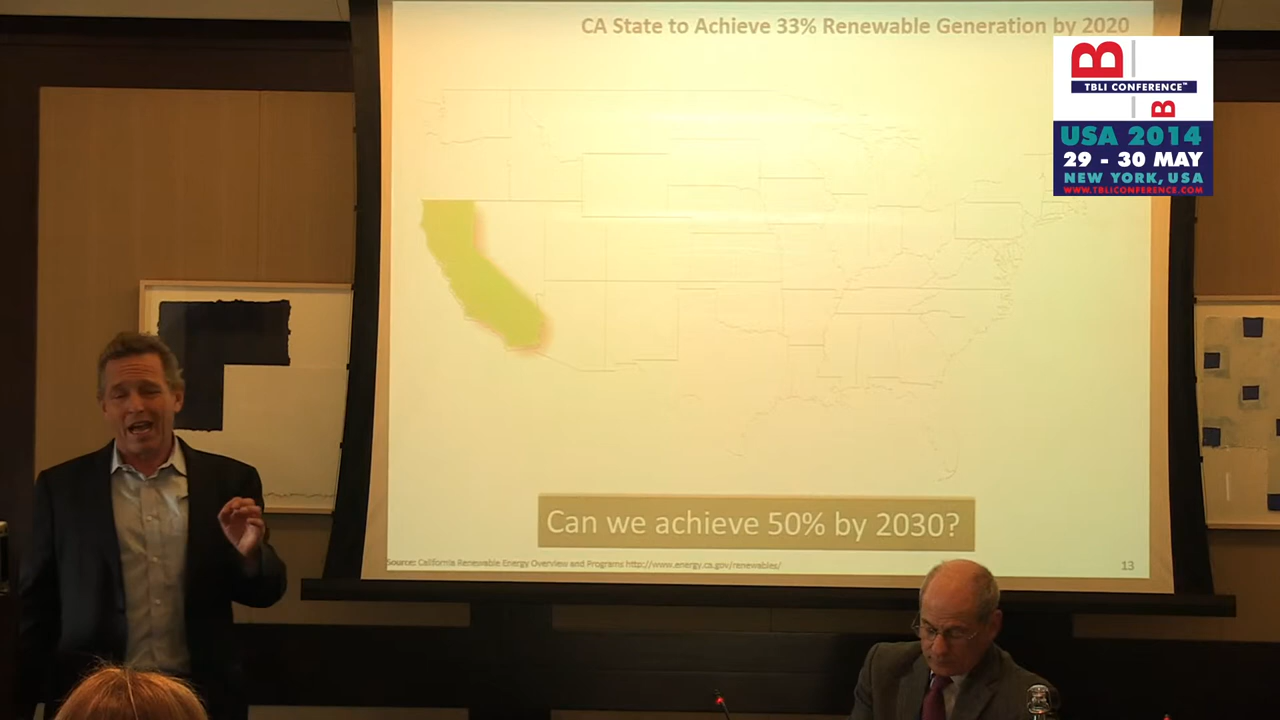 CA State to Achieve 33% Renewable Generation by 2020
B
TBLI CONFERENCE™
B
USA 2014
29 - 30 MAY
NEW YORK, USA
WWW.TBLICONFERENCE.COM
Can we achieve 50% by 2030?
Source: California Renewable Energy Overview and Programs http://www.energy.ca.gov/renewables/
13